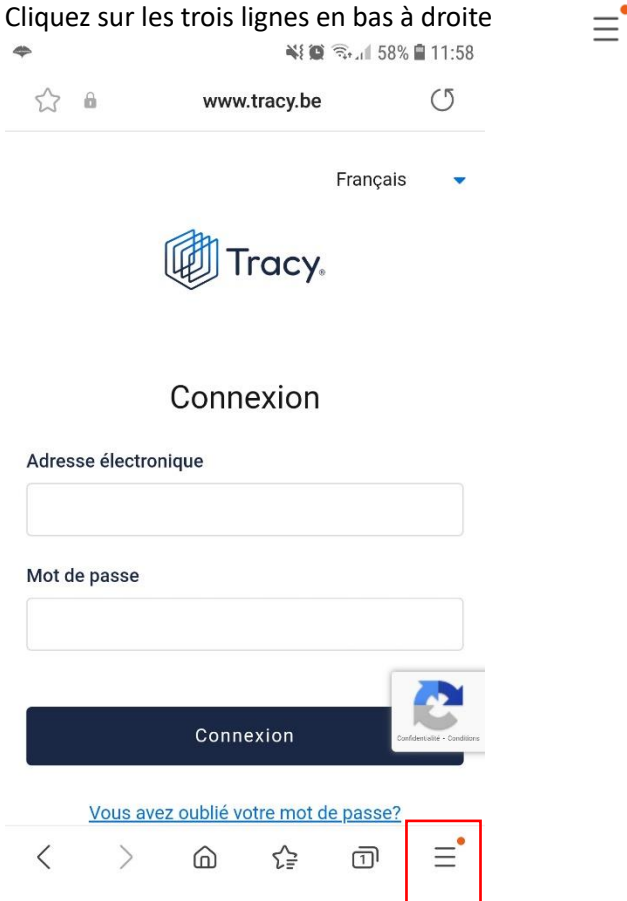 Cliquez sur les trois lignes en bas à droite
58% 11:58
www.tracy.be
Français
Tracy®
Connexion
Adresse électronique
Mot de passe
Connexion
Confidentialité - Conditions
Vous avez oublié votre mot de passe?
1